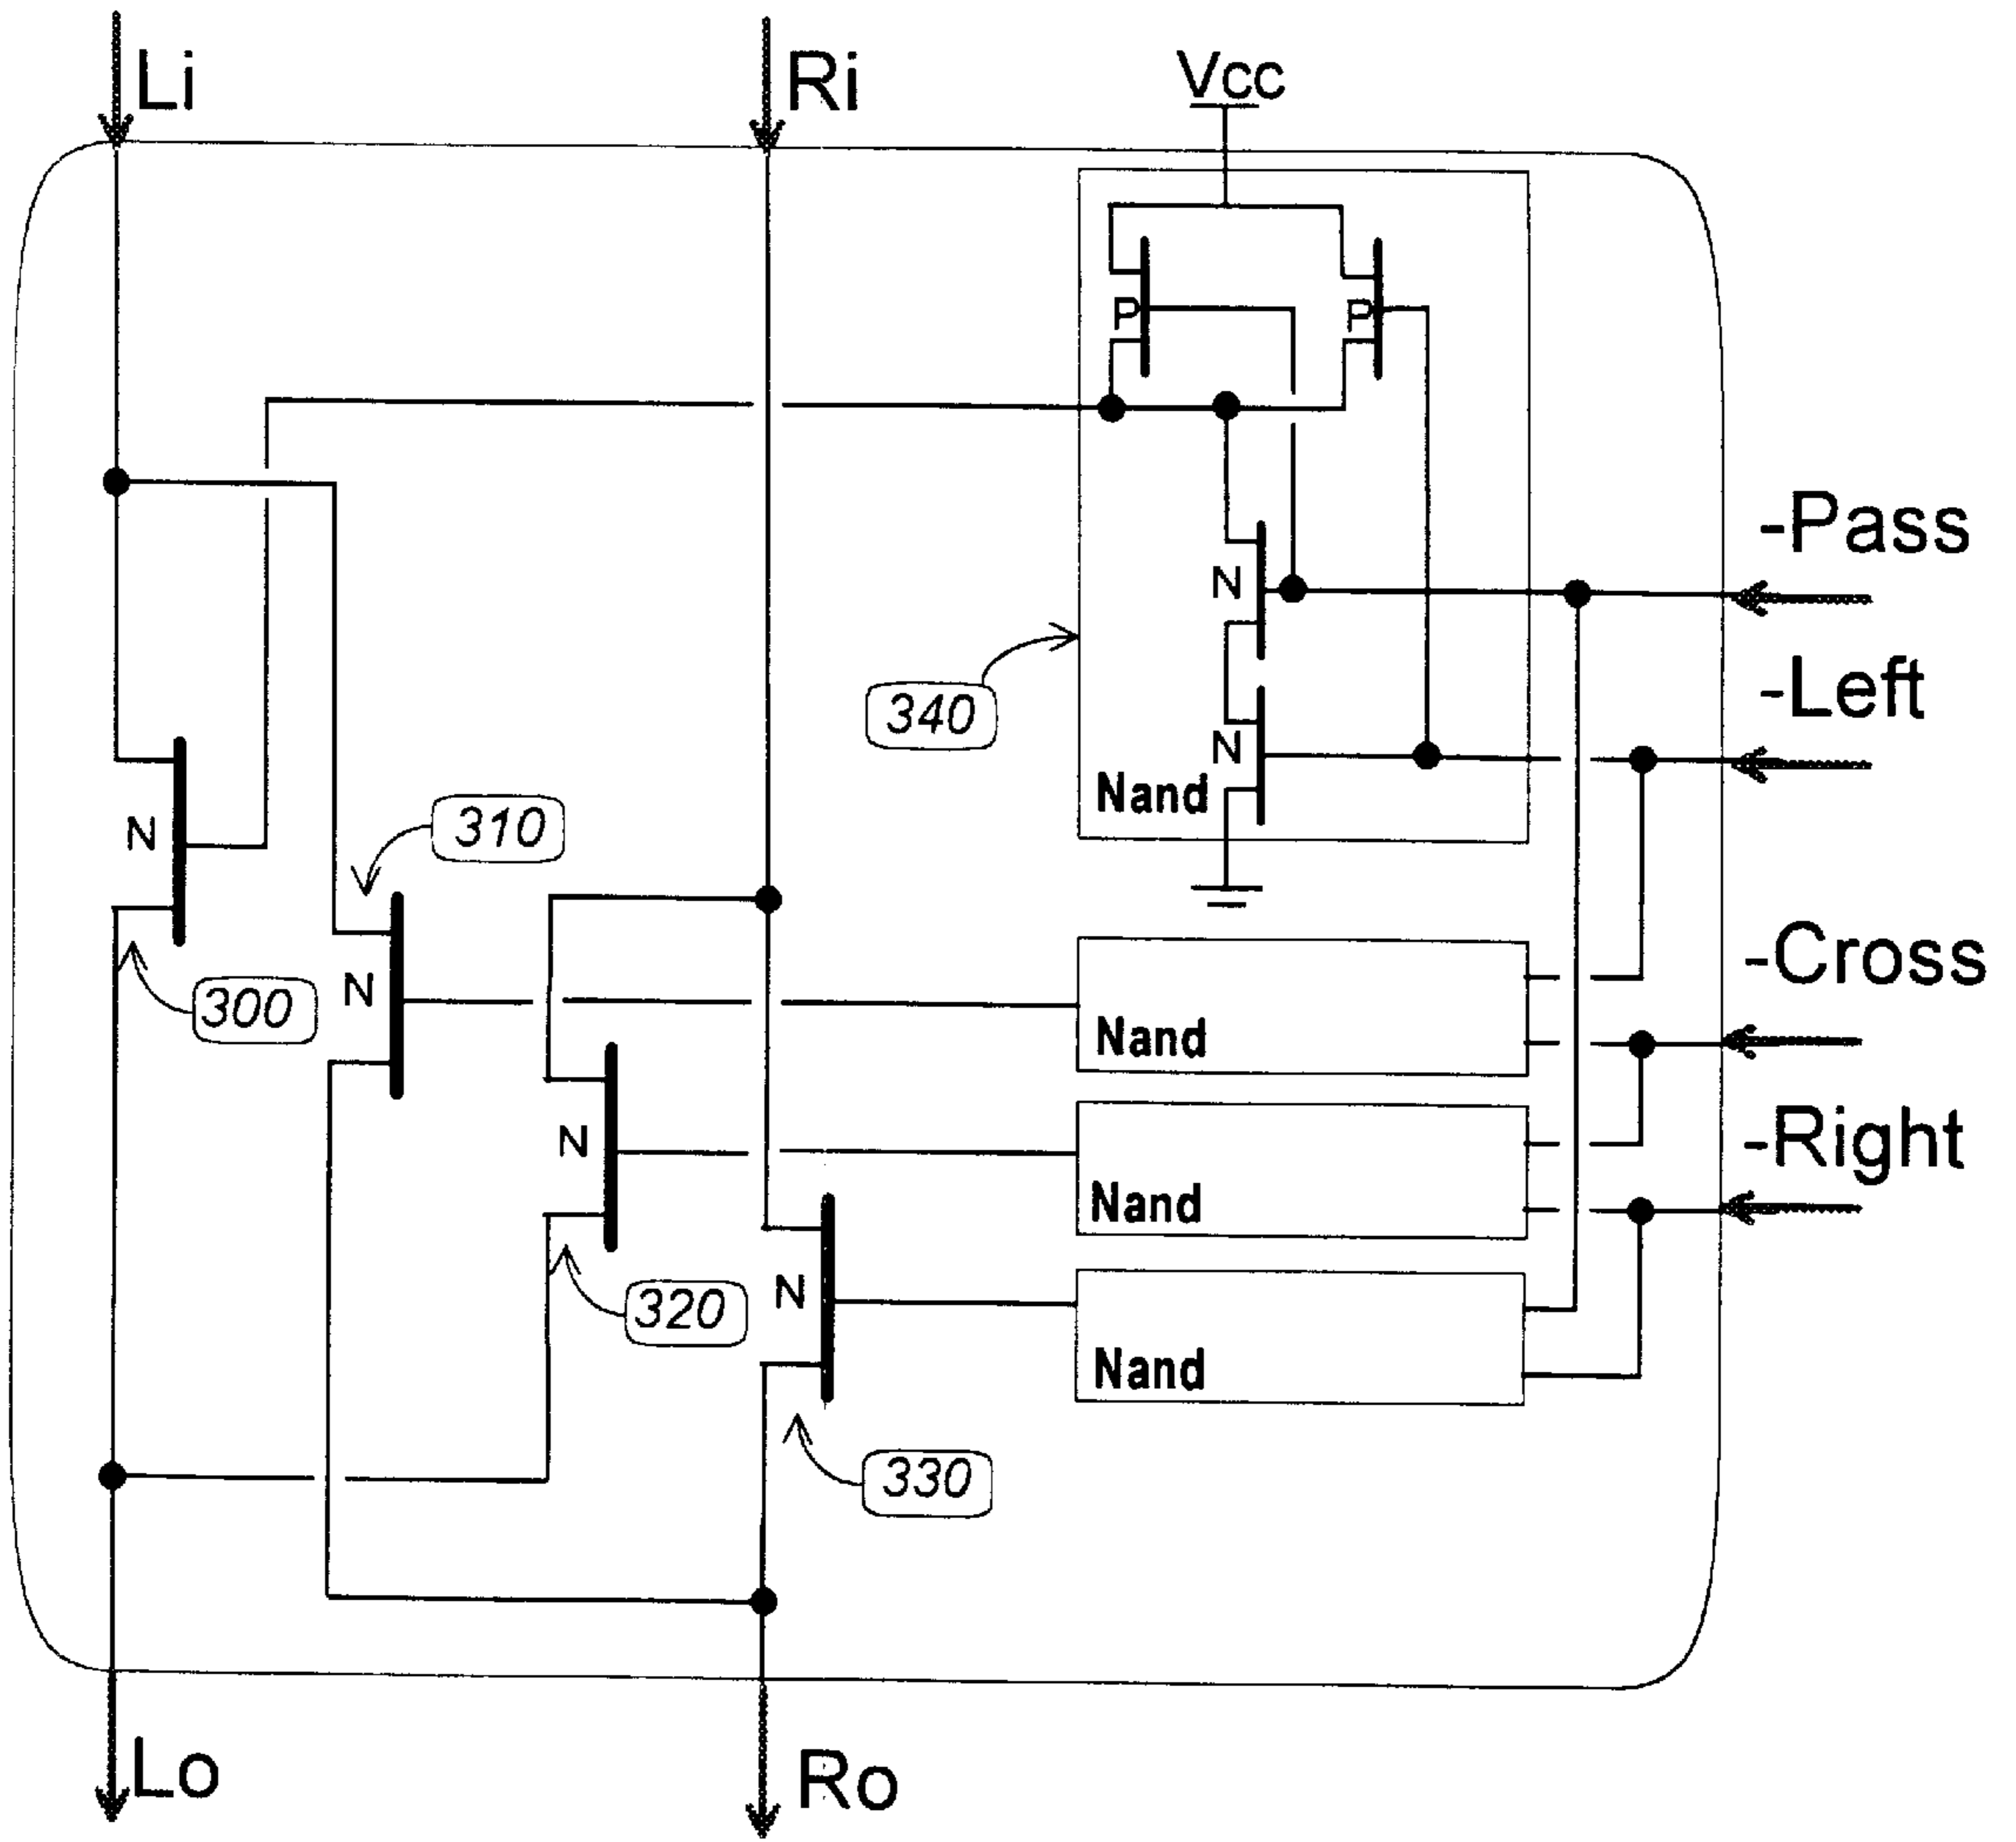 Li
Ri
Vcc
P
P
-Pass
N
-Left
340
N
Nand
N
310
-Cross
N
300
Nand
-Right
N
Nand
N
320
Nand
330
Lo
Ro